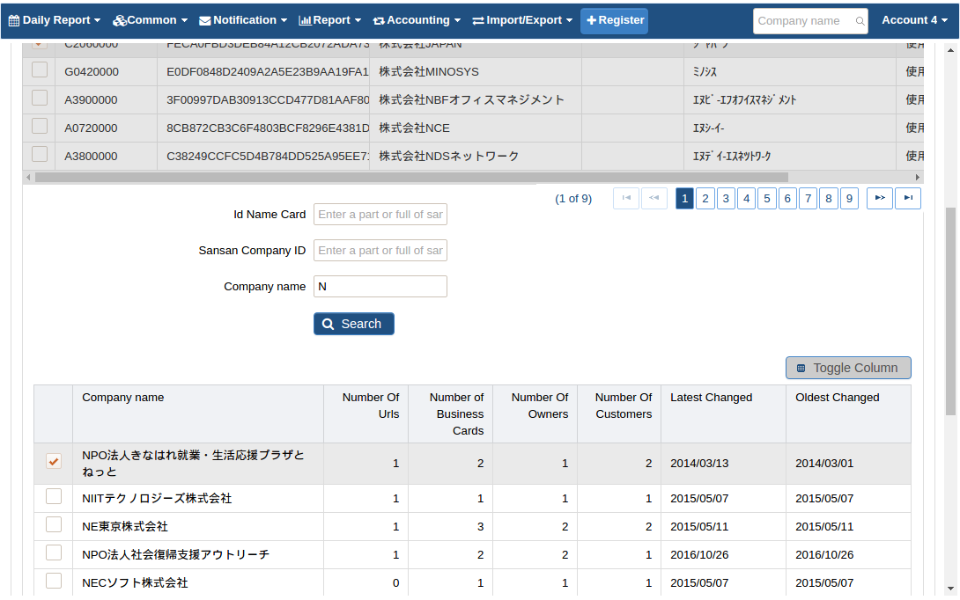 Daily Report Common Notification Report Accounting Import/Export Register Company name Account 4
C2060000 FECA0FBD3DEB84A12CB2072ADA73 株式会社JAPAN
G0420000 E0DF0848D2409A2A5E23B9AA19FA1 株式会社MINOSYS ﾐﾉｼｽ 使用
A3900000 3F00997DAB30913CCD477D81AAF80 株式会社NBFオフィスマネジメント ｴﾇﾋﾞｰｴﾌｵﾌｲｽﾏﾈｼﾞﾒﾝﾄ 使用
A0720000 8CB872CB3C6F4803BCF8296E4381D 株式会社NCE ｴﾇｼｰｲｰ 使用
A3800000 C38249CCFC5D4B784DD525A95EE7 株式会社NDSネットワーク ｴﾇﾃﾞｲｰｴｽﾈﾂﾄﾜｰｸ 使用
(1 of 9) 1 2 3 4 5 6 7 8 9
Id Name Card Enter a part or full of sar
Sansan Company ID Enter a part or full of sar
Company name N
Search
Toggle Column
Company name Number Of Urls Number of Business Cards Number Of Owners Number Of Customers Latest Changed Oldest Changed
NPO法人きなはれ就業・生活応援プラザと
ねっと 1 2 1 2 2014/03/13 2014/03/01
NIITテクノロジーズ株式会社 1 1 1 1 2015/05/07 2015/05/07
NE東京株式会社 1 3 2 2 2015/05/11 2015/05/11
NPO法人社会復帰支援アウトリーチ 1 2 2 1 2016/10/26 2016/10/26
NECソフト株式会社 0 1 1 1 2015/05/07 2015/05/07